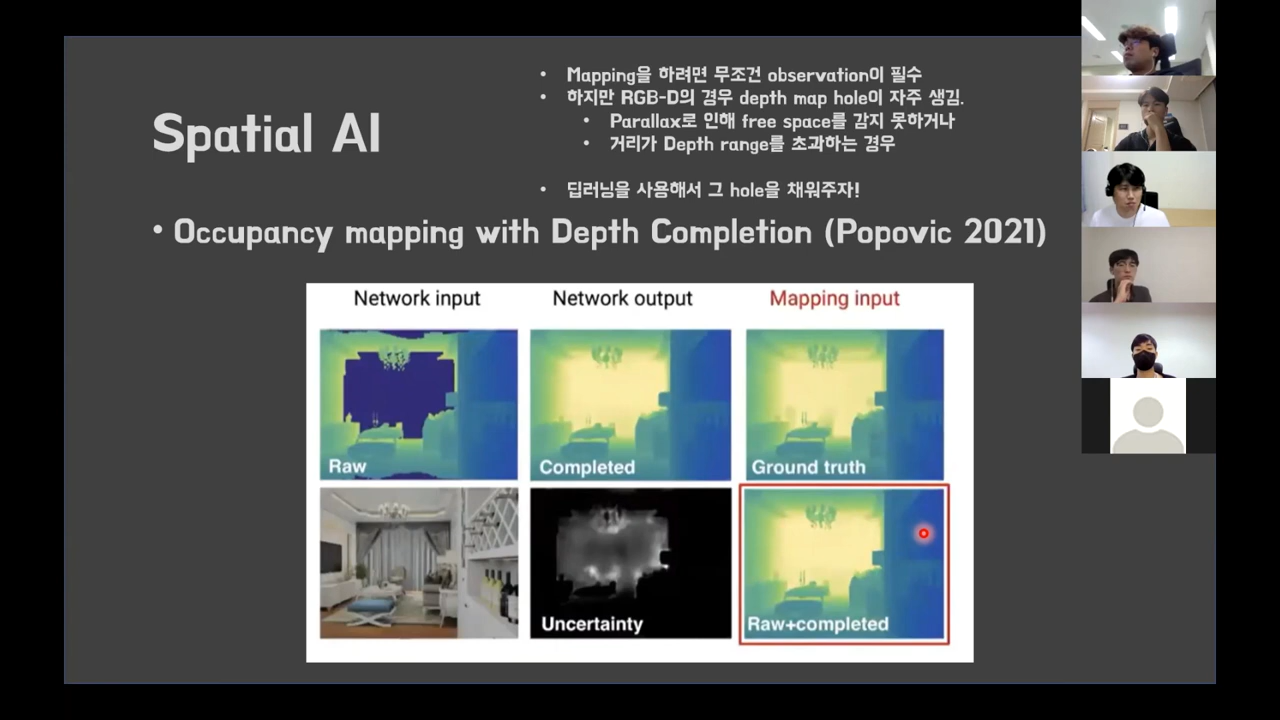 Spatial AI
• Mapping을 하려면 무조건 observation이 필수
• 하지만 RGB-D의 경우 depth map hole이 자주 생김.
• Parallax로 인해 free space를 감지 못하거나
• 거리가 Depth range를 초과하는 경우
• 딥러닝을 사용해서 그 hole을 채워주자!
• Occupancy mapping with Depth Completion (Popovic 2021)
Network input
Network output
Mapping input
Raw
Completed
Ground truth
Uncertainty
Raw+completed